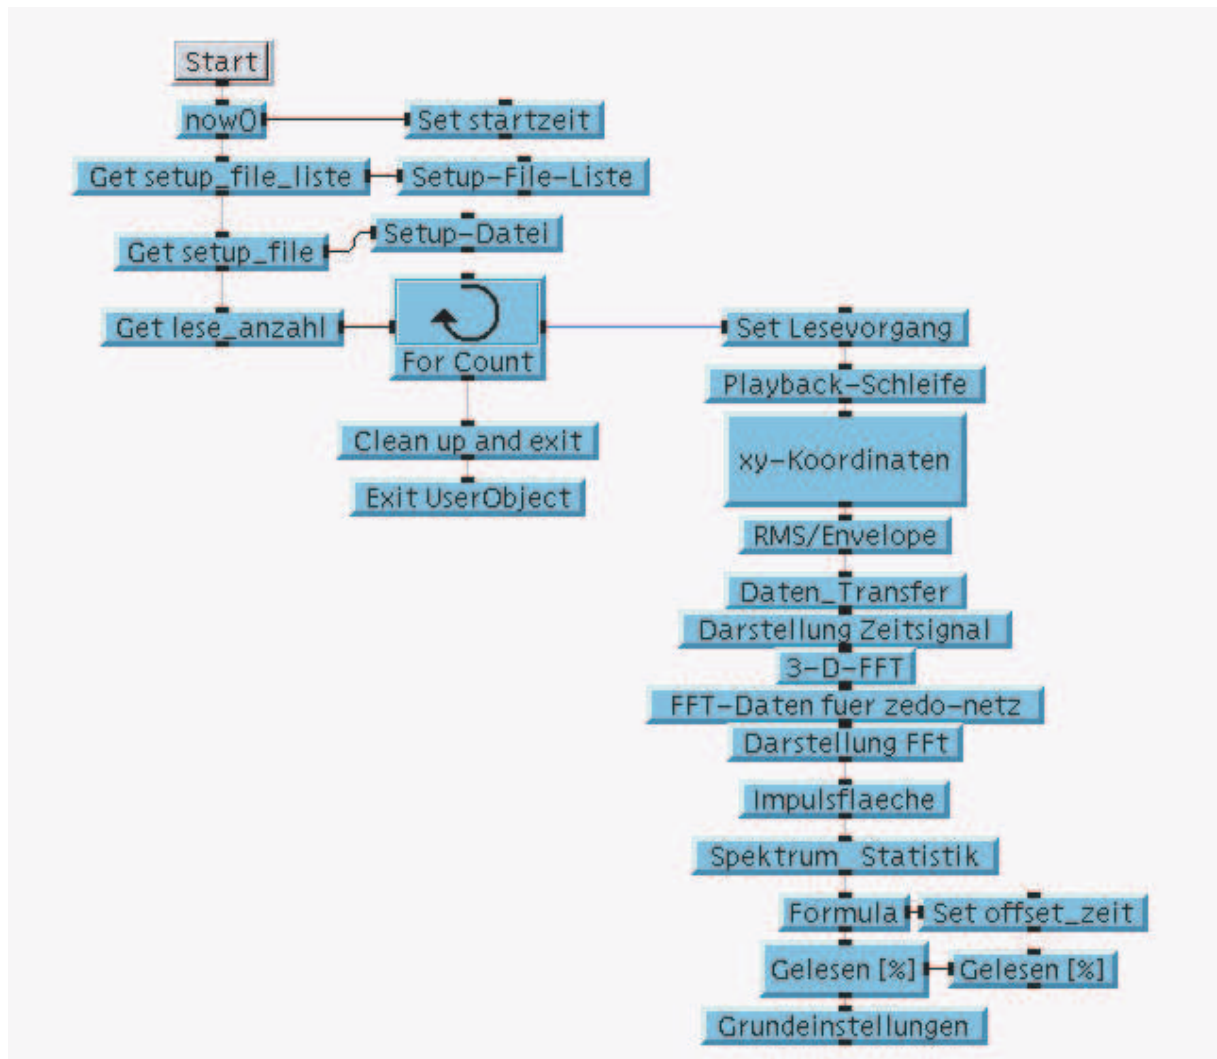 Start
now()
Set startzeit
Get setup_file_liste
Setup-File-Liste
Get setup_file
Setup-Datei
Get lese_anzahl
For Count
Clean up and exit
Exit UserObject
Set Lesevorgang
Playback-Schleife
xy-Koordinaten
RMS/Envelope
Daten_Transfer
Darstellung Zeitsignal
3-D-FFT
FFT-Daten fuer zedo-netz
Darstellung FFt
Impulsflaeche
Spektrum_ Statistik
Formula
Set offset_zeit
Gelesen [%]
Gelesen [%]
Grundeinstellungen